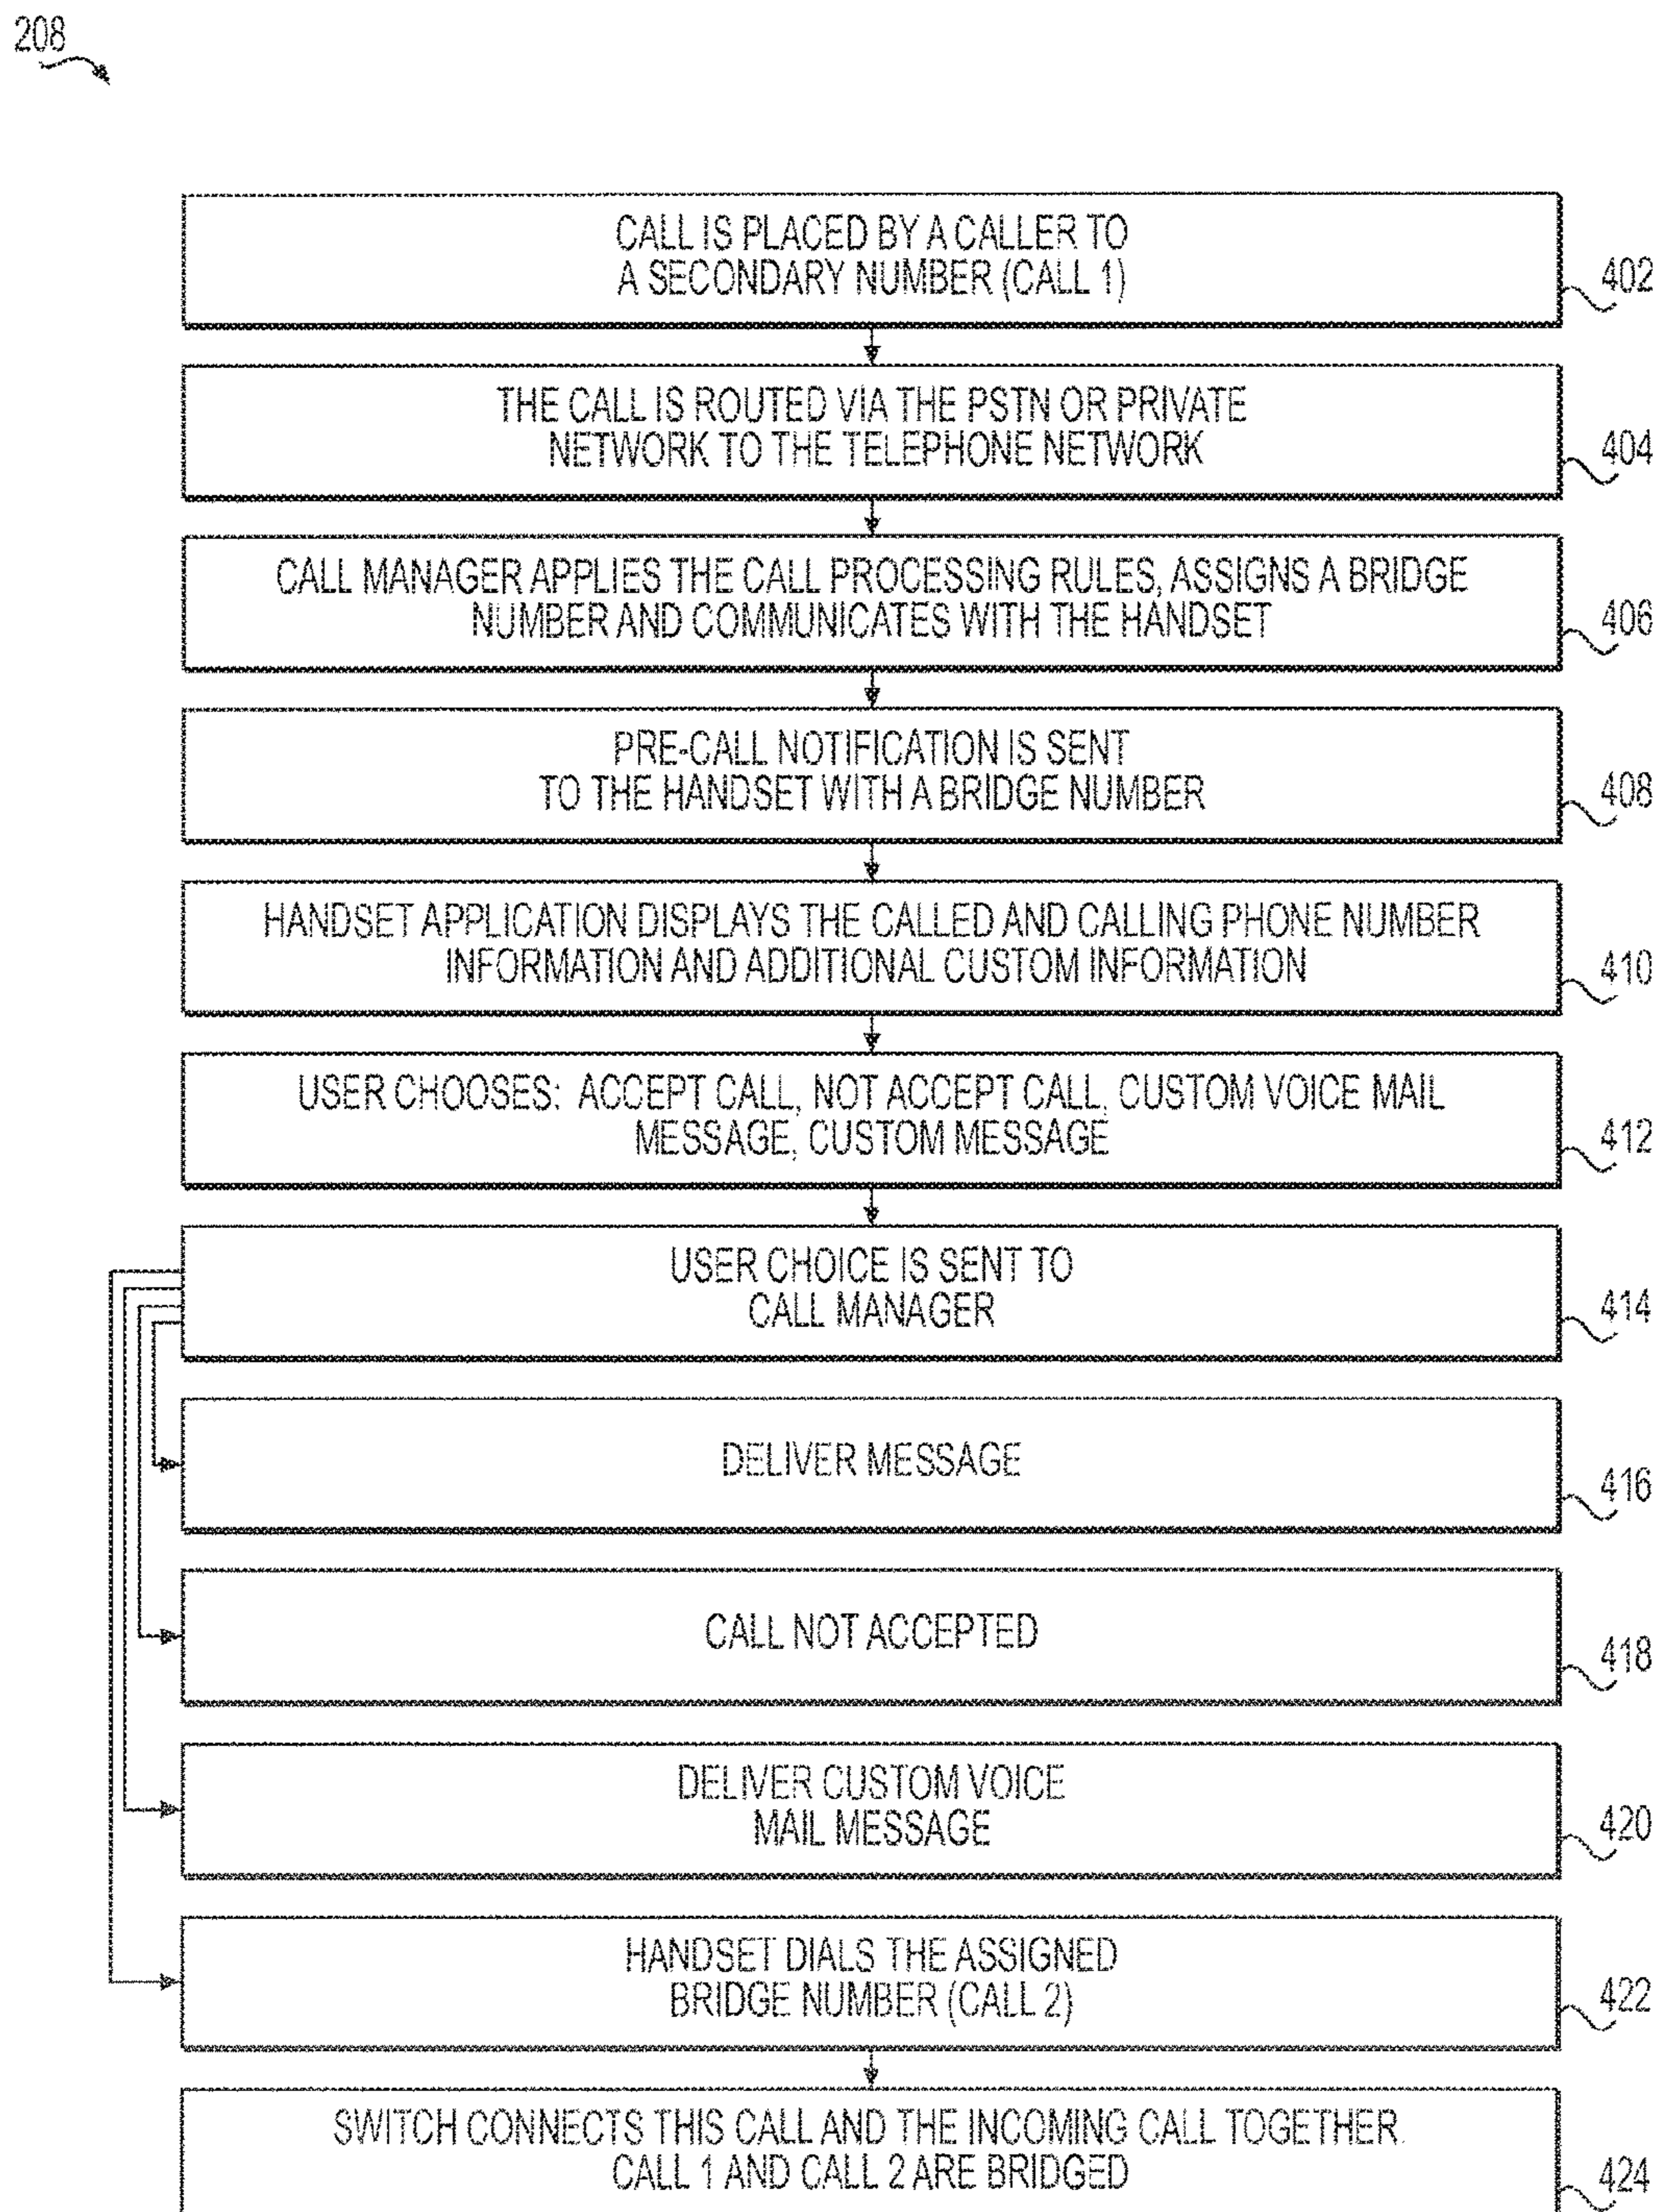 208
CALL IS PLACED BY A CALLER TO
A SECONDARY NUMBER (CALL 1)
402
THE CALL IS ROUTED VIA THE PSTN OR PRIVATE
NETWORK TO THE TELEPHONE NETWORK
404
CALL MANAGER APPLIES THE CALL PROCESSING RULES, ASSIGNS A BRIDGE
NUMBER AND COMMUNICATES WITH THE HANDSET
406
PRE-CALL NOTIFICATION IS SENT
TO THE HANDSET WITH A BRIDGE NUMBER
408
HANDSET APPLICATION DISPLAYS THE CALLED AND CALLING PHONE NUMBER
INFORMATION AND ADDITIONAL CUSTOM INFORMATION
410
USER CHOOSES: ACCEPT CALL, NOT ACCEPT CALL, CUSTOM VOICE MAIL
MESSAGE, CUSTOM MESSAGE
412
USER CHOICE IS SENT TO
CALL MANAGER
414
DELIVER MESSAGE
416
CALL NOT ACCEPTED
418
DELIVER CUSTOM VOICE
MAIL MESSAGE
420
HANDSET DIALS THE ASSIGNED
BRIDGE NUMBER (CALL 2)
422
SWITCH CONNECTS THIS CALL AND THE INCOMING CALL TOGETHER.
CALL 1 AND CALL 2 ARE BRIDGED
424